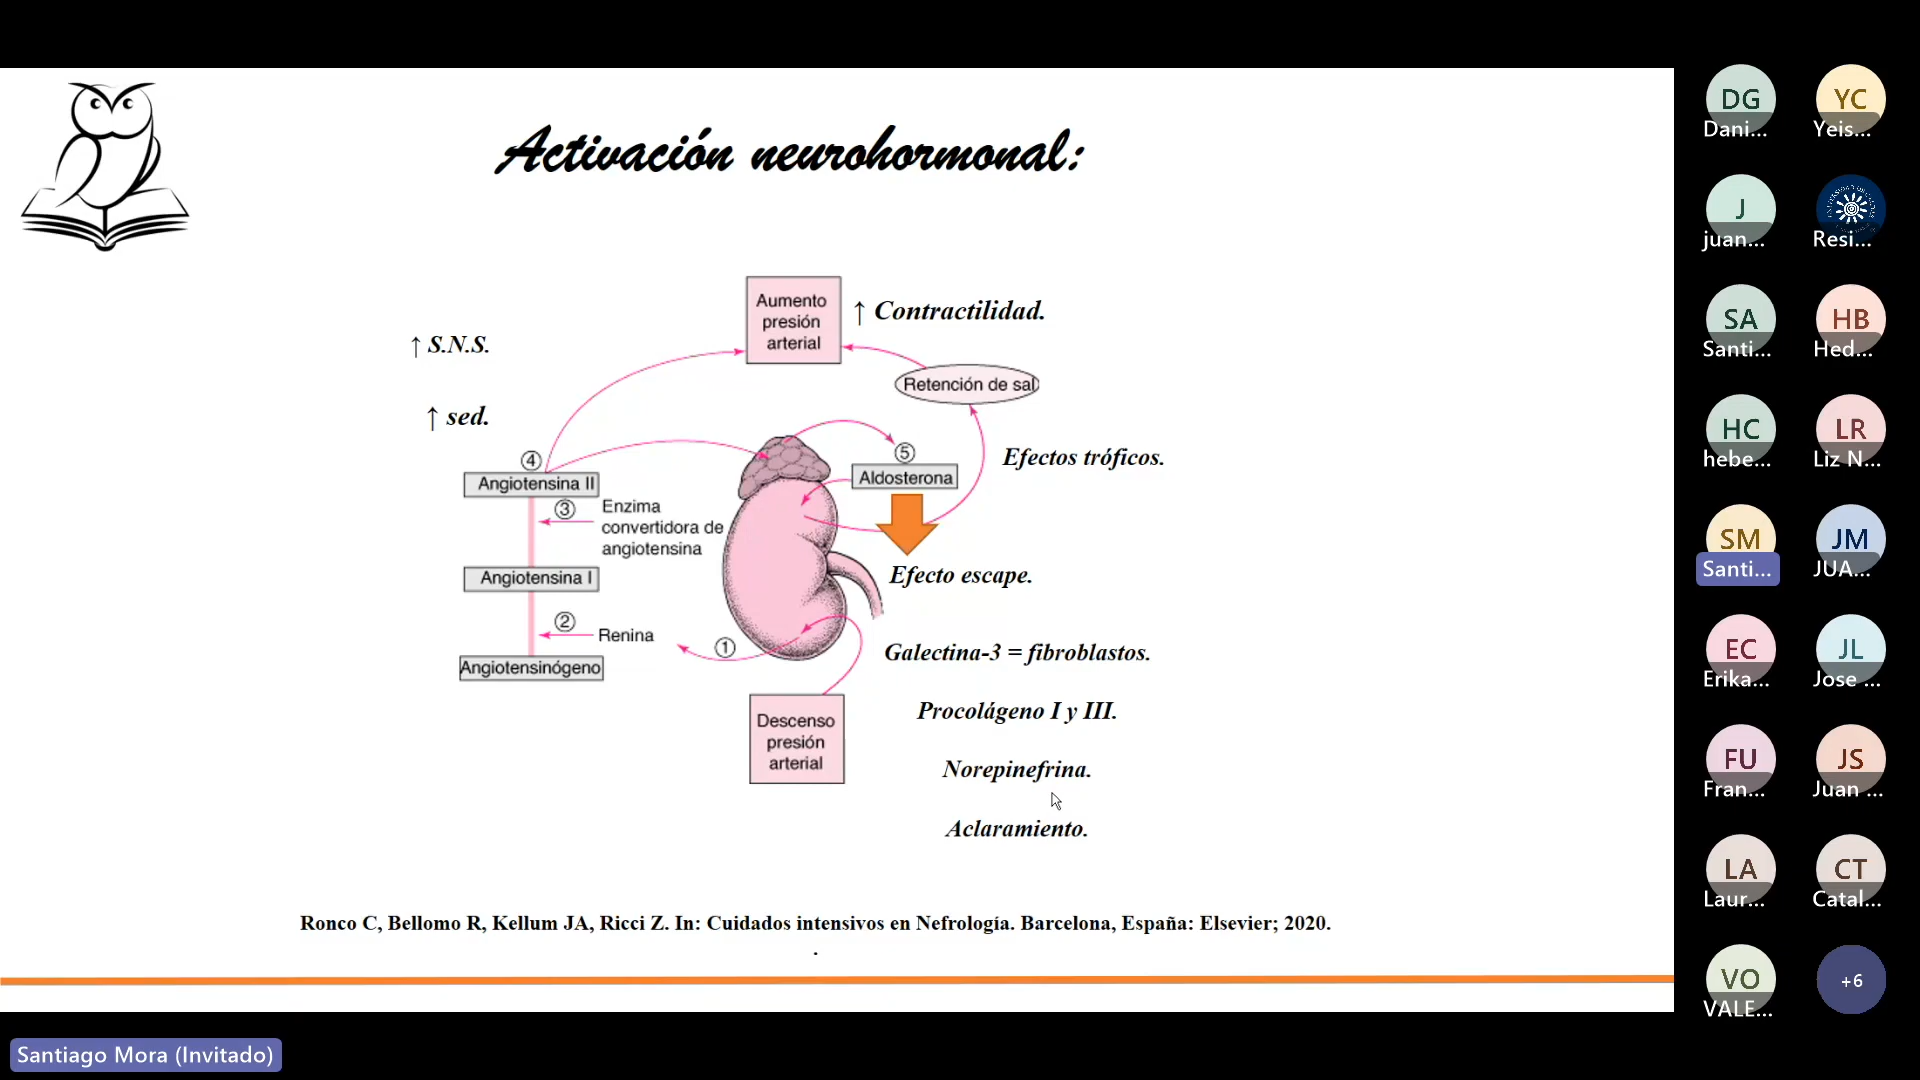 Activación neurohormonal:
Aumento
presión
arterial
↑ Contractilidad.
↑ S.N.S.
Retención de sal
↑ sed.
④
⑤
Angiotensina II
Aldosterona
Efectos tróficos.
③
Enzima
convertidora de
angiotensina
Angiotensina I
Efecto escape.
②
Renina
①
Angiotensinógeno
Galectina-3 = fibroblastos.
Procolágeno I y III.
Descenso
presión
arterial
Norepinefrina.
Aclaramiento.
Ronco C, Bellomo R, Kellum JA, Ricci Z. In: Cuidados intensivos en Nefrología. Barcelona, España: Elsevier; 2020.
.
DG
Dani...
YC
Yeis...
J
juan...
Resi...
SA
Santi...
HB
Hed...
HC
hebe...
LR
Liz N...
SM
Santi...
JM
JUA...
EC
Erika...
JL
Jose ...
FU
Fran...
JS
Juan ...
LA
Laur...
CT
Catal...
VO
VALE...
+6
Santiago Mora (Invitado)